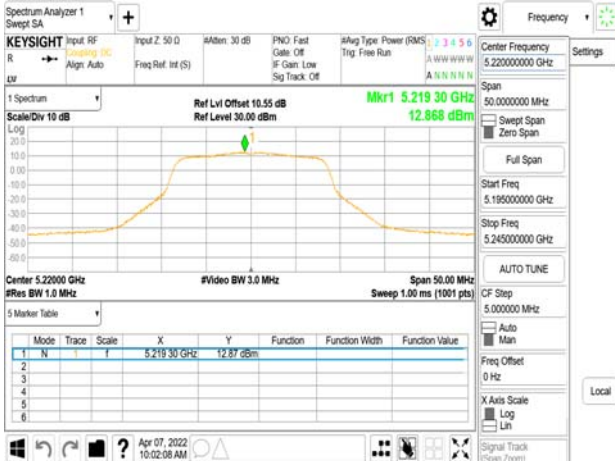 Spectrum Analyzer 1
Swept SA
Frequency
KEYSIGHT
Input: RF
Coupling: DC
Align: Auto
Input Z: 50 Ω
Freq Ref: Int (S)
#Atten: 30 dB
PNO: Fast
Gate: Off
IF Gain: Low
Sig Track: Off
#Avg Type: Power (RMS
Trig: Free Run
1 2 3 4 5 6
A W W W W W
A N N N N N
R
Center Frequency
5.220000000 GHz
Settings
Span
50.0000000 MHz
Swept Span
Zero Span
Full Span
Start Freq
5.195000000 GHz
Stop Freq
5.245000000 GHz
AUTO TUNE
CF Step
5.000000 MHz
Auto
Man
Freq Offset
0 Hz
X Axis Scale
Log
Lin
Signal Track
(Span Zoom)
Local
1 Spectrum
Scale/Div 10 dB
Ref Lvl Offset 10.55 dB
Ref Level 30.00 dBm
Mkr1 5.219 30 GHz
12.868 dBm
Log
20.0
10.0
0.00
-10.0
-20.0
-30.0
-40.0
-50.0
-60.0
1
Center 5.22000 GHz
#Res BW 1.0 MHz
#Video BW 3.0 MHz
Span 50.00 MHz
Sweep 1.00 ms (1001 pts)
5 Marker Table
Mode Trace Scale X Y Function Function Width Function Value
1 N 1 f 5.219 30 GHz 12.87 dBm
2
3
4
5
6
Apr 07, 2022
10:02:08 AM